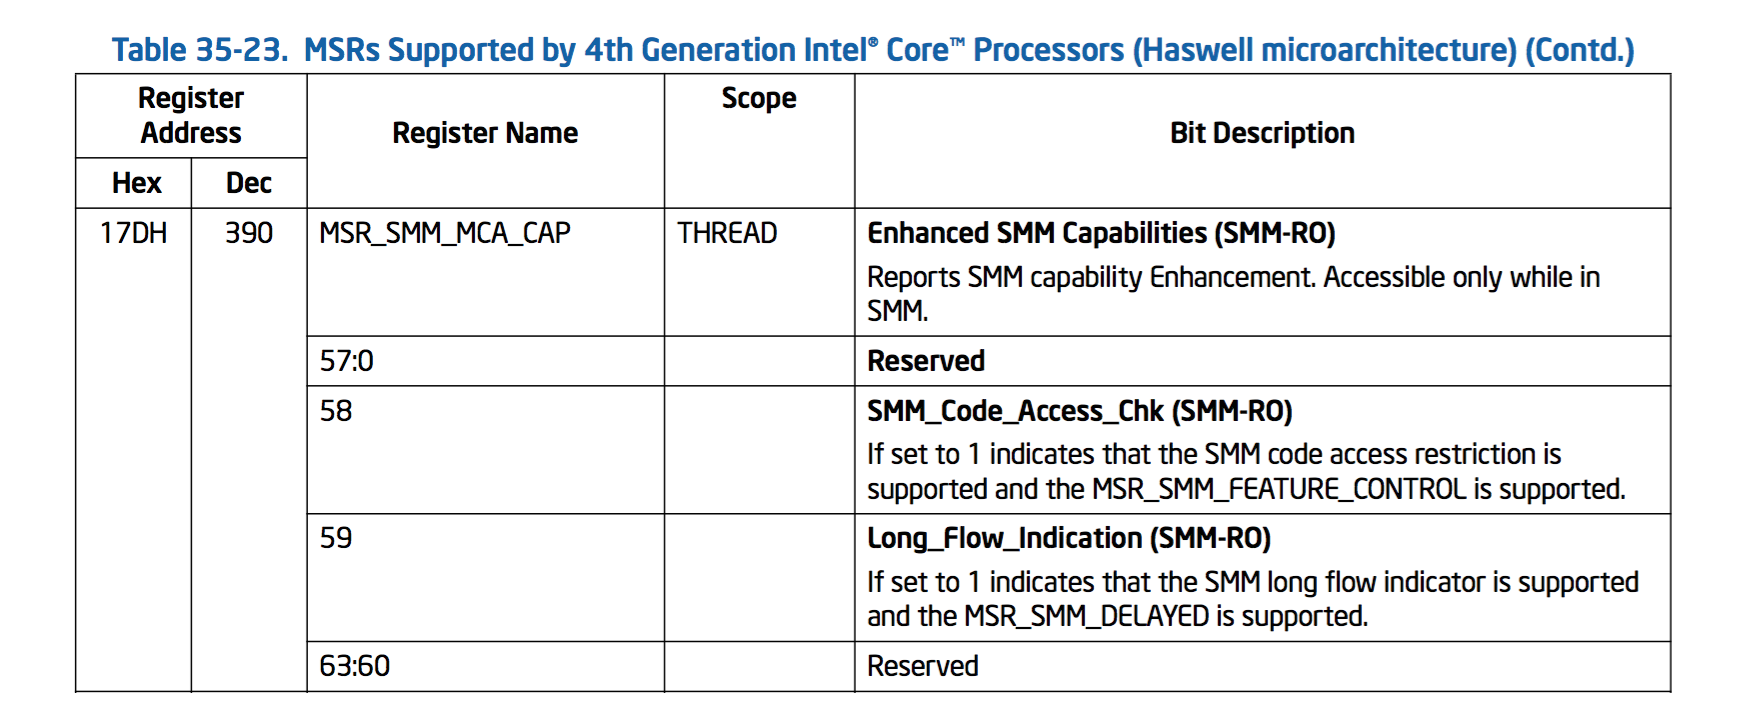 Table 35-23. MSRs Supported by 4th Generation Intel® Core™ Processors (Haswell microarchitecture) (Contd.)
Register
Address
Register Name
Scope
Bit Description
Hex
Dec
17DH
390
MSR_SMM_MCA_CAP
THREAD
Enhanced SMM Capabilities (SMM-RO)
Reports SMM capability Enhancement. Accessible only while in
SMM.
57:0
Reserved
58
SMM_Code_Access_Chk (SMM-RO)
If set to 1 indicates that the SMM code access restriction is
supported and the MSR_SMM_FEATURE_CONTROL is supported.
59
Long_Flow_Indication (SMM-RO)
If set to 1 indicates that the SMM long flow indicator is supported
and the MSR_SMM_DELAYED is supported.
63:60
Reserved